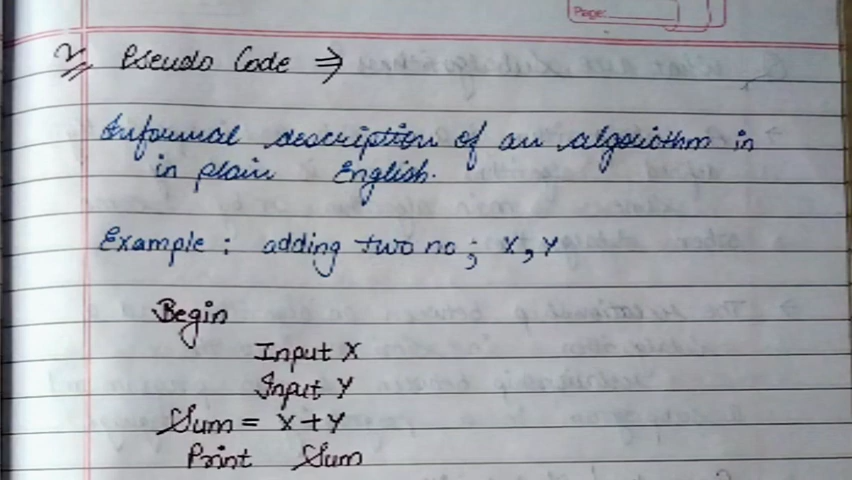 Page:
2 Pseudo Code ⇒
Informal description of an algorithm in
in plain English.
Example : adding two no ; X, Y
Begin
Input X
Input Y
Sum = X + Y
Print Sum